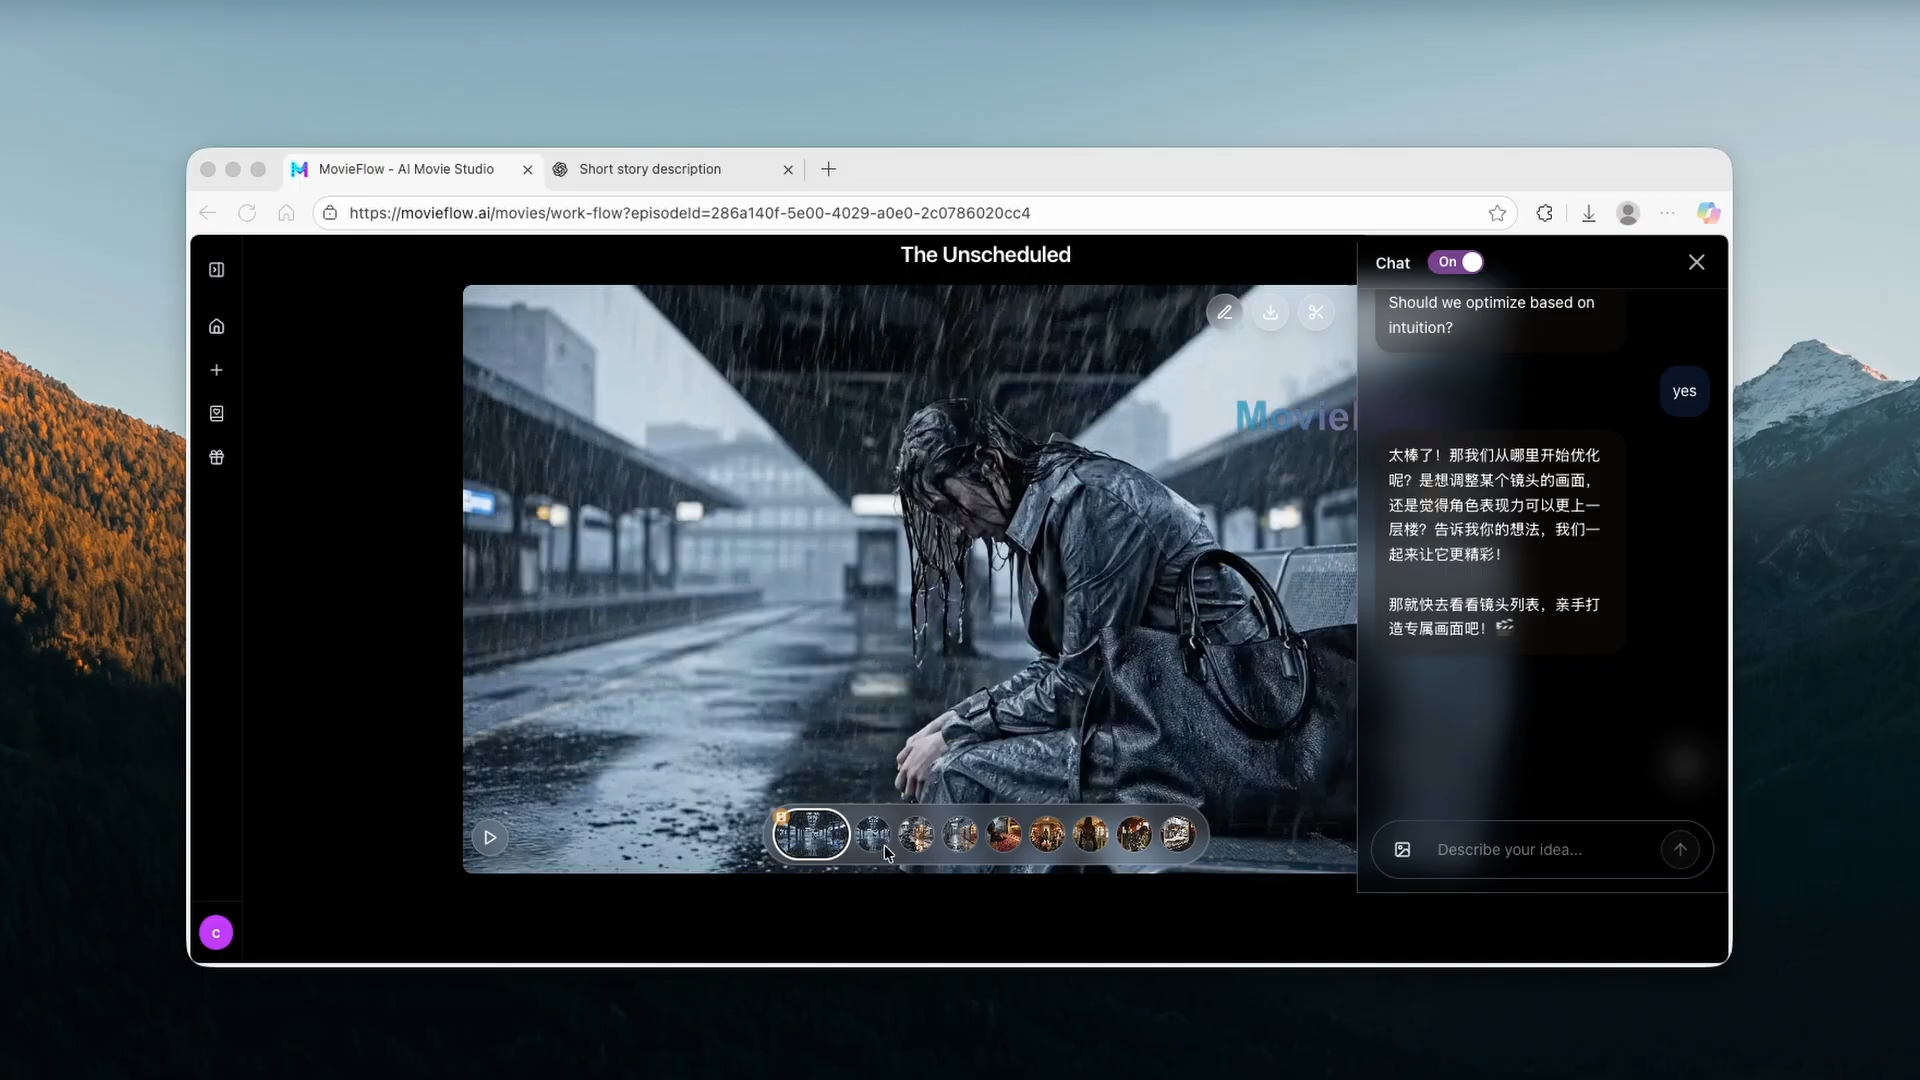 MovieFlow - AI Movie Studio
Short story description
https://movieflow.ai/movies/work-flow?episodeId=286a140f-5e00-4029-a0e0-2c0786020cc4
The Unscheduled
Chat
On
Should we optimize based on
intuition?
yes
Movie
太棒了！那我们从哪里开始优化
呢？是想调整某个镜头的画面，
还是觉得角色表现力可以更上一
层楼？告诉我你的想法，我们一
起来让它更精彩！
那就快去看看镜头列表，亲手打
造专属画面吧！
Describe your idea...
c